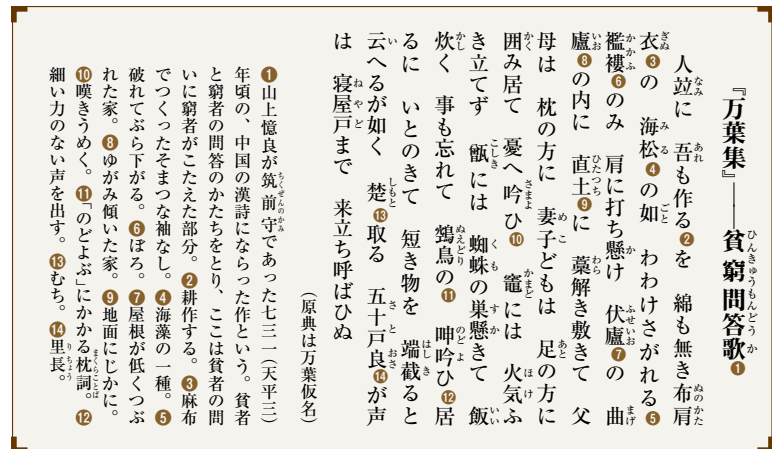 『万葉集』――貧窮問答歌❶
人竝に　吾も作る❷を　綿も無き布肩
衣❸の　海松❹の如　わわけさがれる❺
襤褸❻のみ　肩に打ち懸け　伏廬❼の　曲
廬❽の内に　直土❾に　藁解き敷きて　父
母は　枕の方に　妻子どもは　足の方に
囲み居て　憂へ吟ひ❿　竈には　火気ふ
き立てず　甑には　蜘蛛の巣懸きて　飯
炊く　事も忘れて　鵼鳥の⓫　呻吟ひ⓬居
るに　いとのきて　短き物を　端截ると
云へるが如く　楚⓭取る　五十戸良⓮が声
は　寝屋戸まで　来立ち呼ばひぬ
（原典は万葉仮名）
❶山上憶良が筑前守であった七三一（天平三）
年頃の、中国の漢詩にならった作という。貧者
と窮者の問答のかたちをとり、ここは貧者の問
いに窮者がこたえた部分。❷耕作する。❸麻布
でつくったそまつな袖なし。❹海藻の一種。❺
破れてぶら下がる。❻ぼろ。❼屋根が低くつぶ
れた家。❽ゆがみ傾いた家。❾地面にじかに。
❿嘆きうめく。⓫「のどよぶ」にかかる枕詞。⓬
細い力のない声を出す。⓭むち。⓮里長。